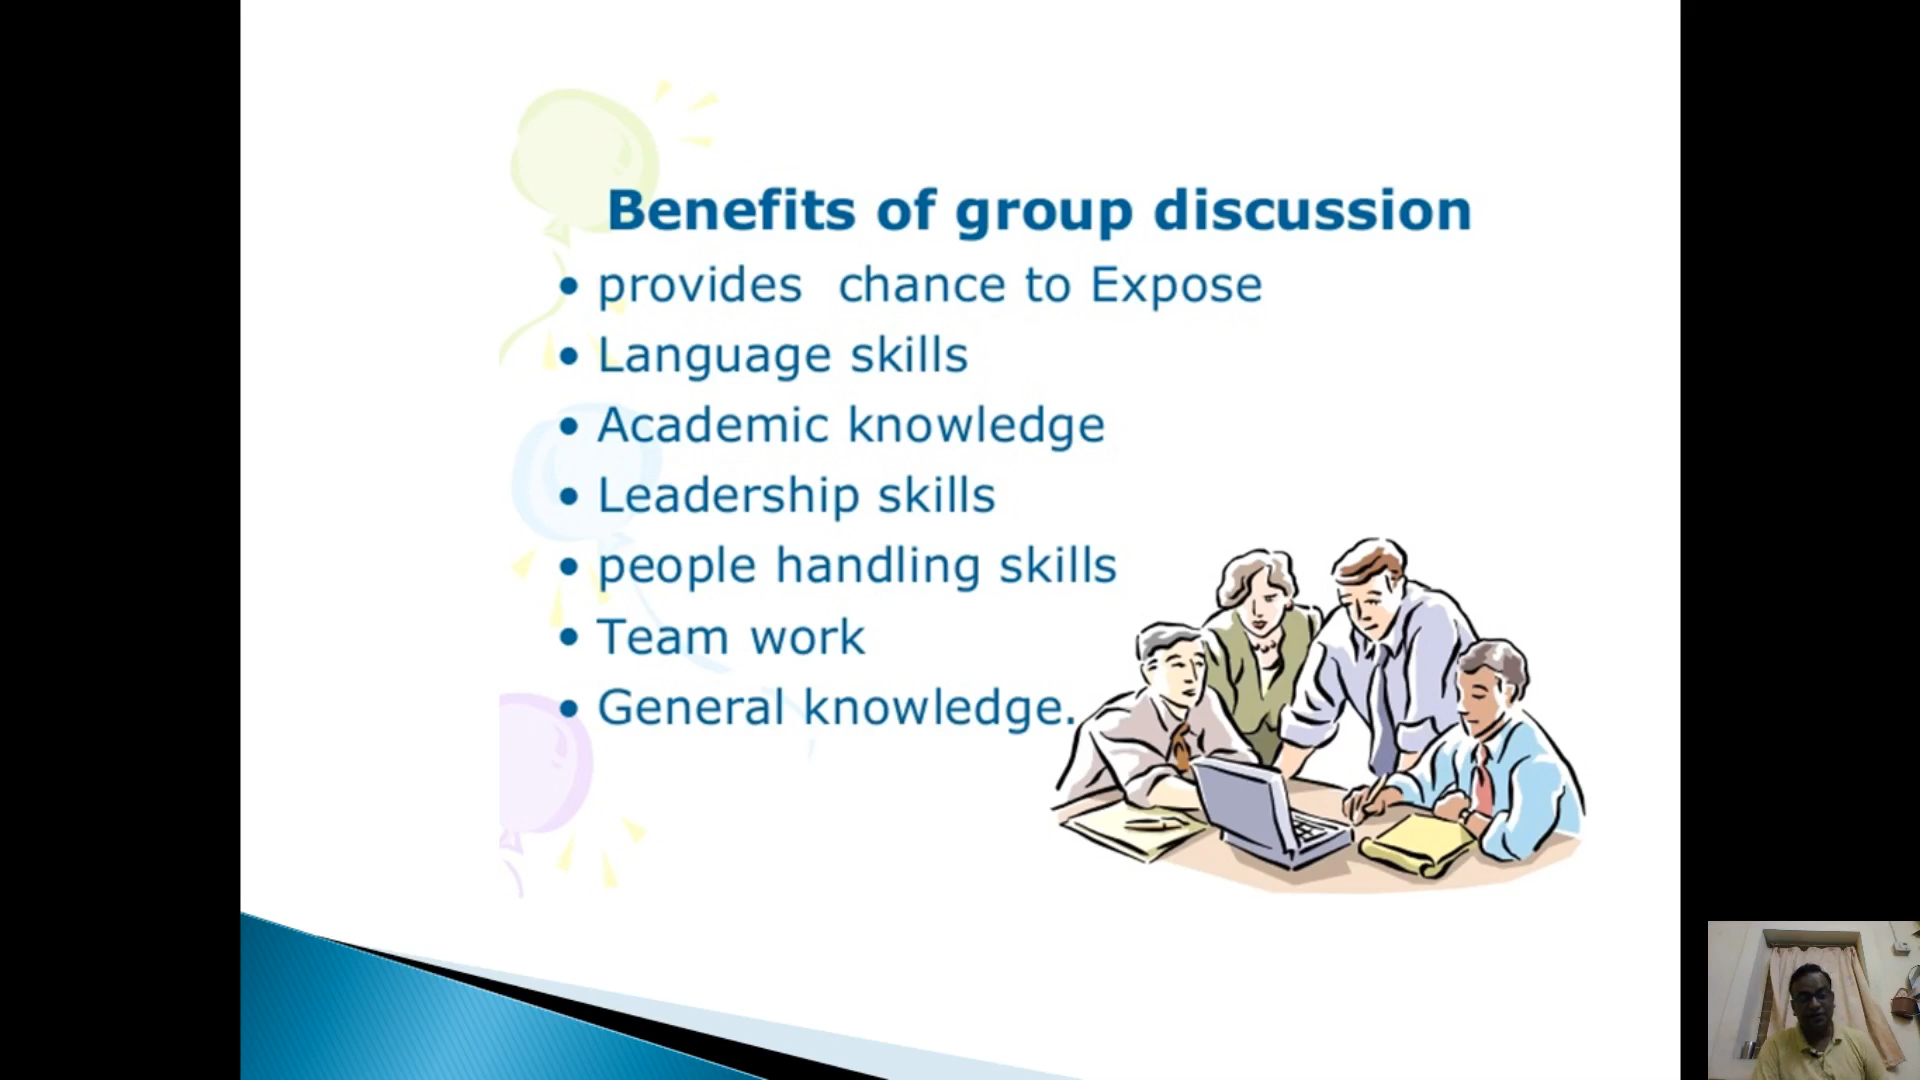 Benefits of group discussion
• provides chance to Expose
• Language skills
• Academic knowledge
• Leadership skills
• people handling skills
• Team work
• General knowledge.